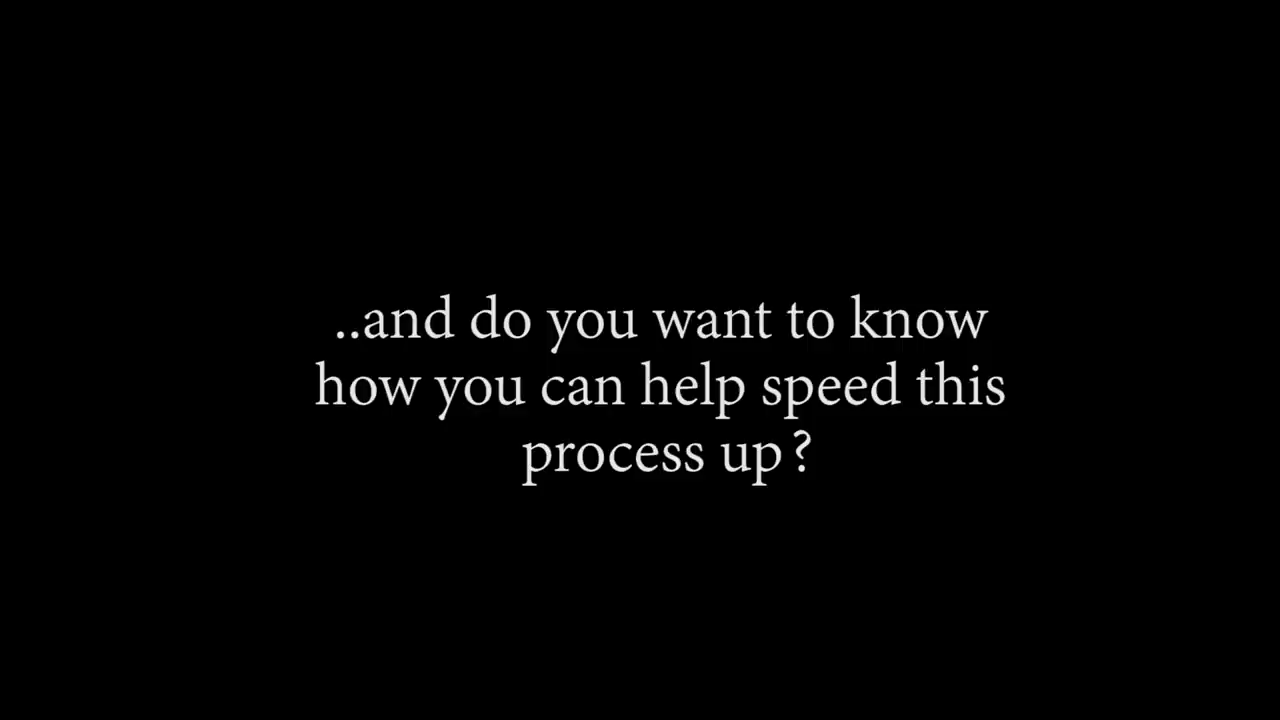 ..and do you want to know
how you can help speed this
process up?